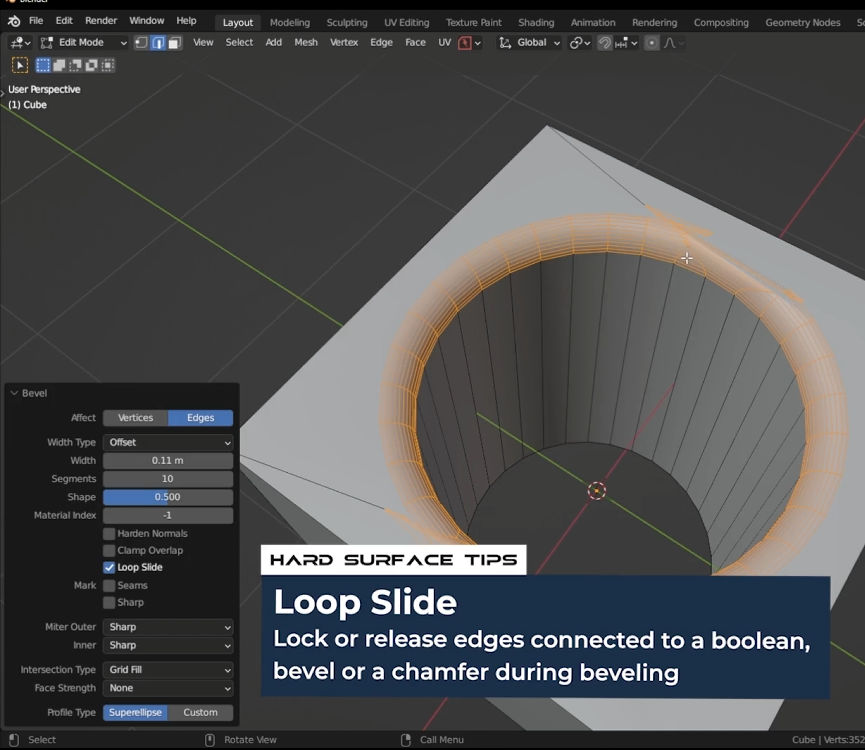 blender
File Edit Render Window Help Layout Modeling Sculpting UV Editing Texture Paint Shading Animation Rendering Compositing Geometry Nodes
Edit Mode View Select Add Mesh Vertex Edge Face UV Global
User Perspective
(1) Cube
Bevel
Affect Vertices Edges
Width Type Offset
Width 0.11 m
Segments 10
Shape 0.500
Material Index -1
Harden Normals
Clamp Overlap
Loop Slide
Mark Seams
Sharp
Miter Outer Sharp
Inner Sharp
Intersection Type Grid Fill
Face Strength None
Profile Type Superellipse Custom
HARD SURFACE TIPS
Loop Slide
Lock or release edges connected to a boolean,
bevel or a chamfer during beveling
Select Rotate View Call Menu Cube | Verts:352